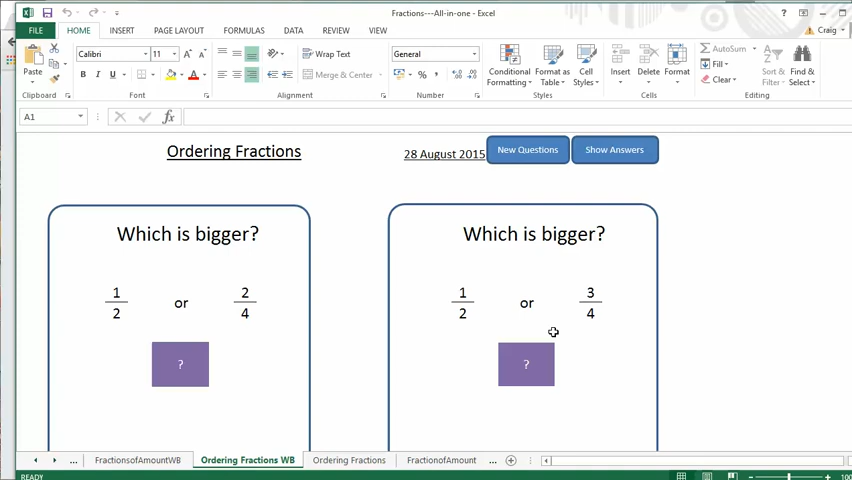 Fractions---All-in-one - Excel
FILE HOME INSERT PAGE LAYOUT FORMULAS DATA REVIEW VIEW Craig
Paste
Calibri 11
B I U
Wrap Text
Merge & Center
General
%
Conditional Formatting
Format as Table
Cell Styles
Insert
Delete
Format
AutoSum
Fill
Clear
Sort & Filter
Find & Select
Clipboard Font Alignment Number Styles Cells Editing
A1 fx
Ordering Fractions
28 August 2015
New Questions
Show Answers
Which is bigger?
1
2
or
2
4
?
Which is bigger?
1
2
or
3
4
?
... FractionsofAmountWB Ordering Fractions WB Ordering Fractions FractionofAmount ...
READY 100